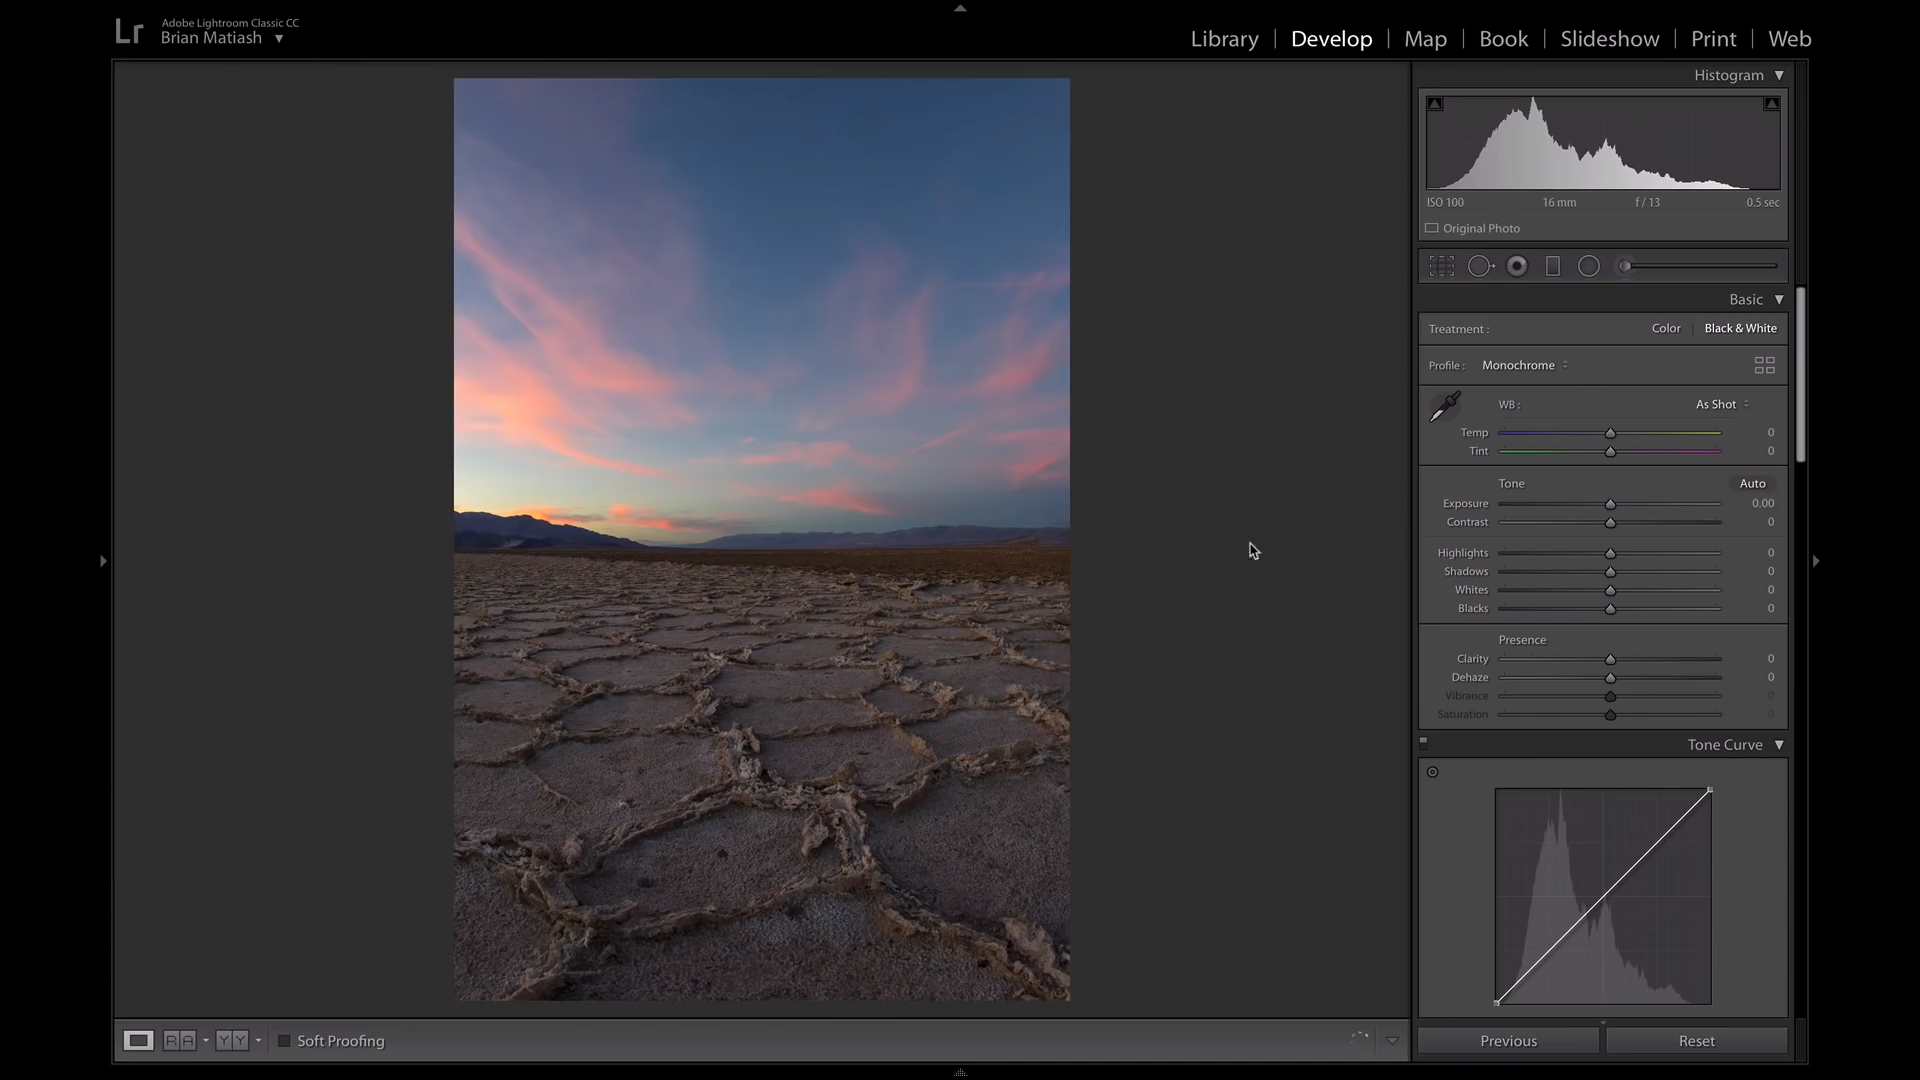 Lr
Adobe Lightroom Classic CC
Brian Matiash ▼
Library | Develop | Map | Book | Slideshow | Print | Web
Histogram ▼
ISO 100 16 mm f / 13 0.5 sec
Original Photo
Basic ▼
Treatment : Color Black & White
Profile : Monochrome
WB : As Shot
Temp 0
Tint 0
Tone Auto
Exposure 0.00
Contrast 0
Highlights 0
Shadows 0
Whites 0
Blacks 0
Presence
Clarity 0
Dehaze 0
Vibrance 0
Saturation 0
Tone Curve ▼
R A Y Y Soft Proofing
Previous Reset